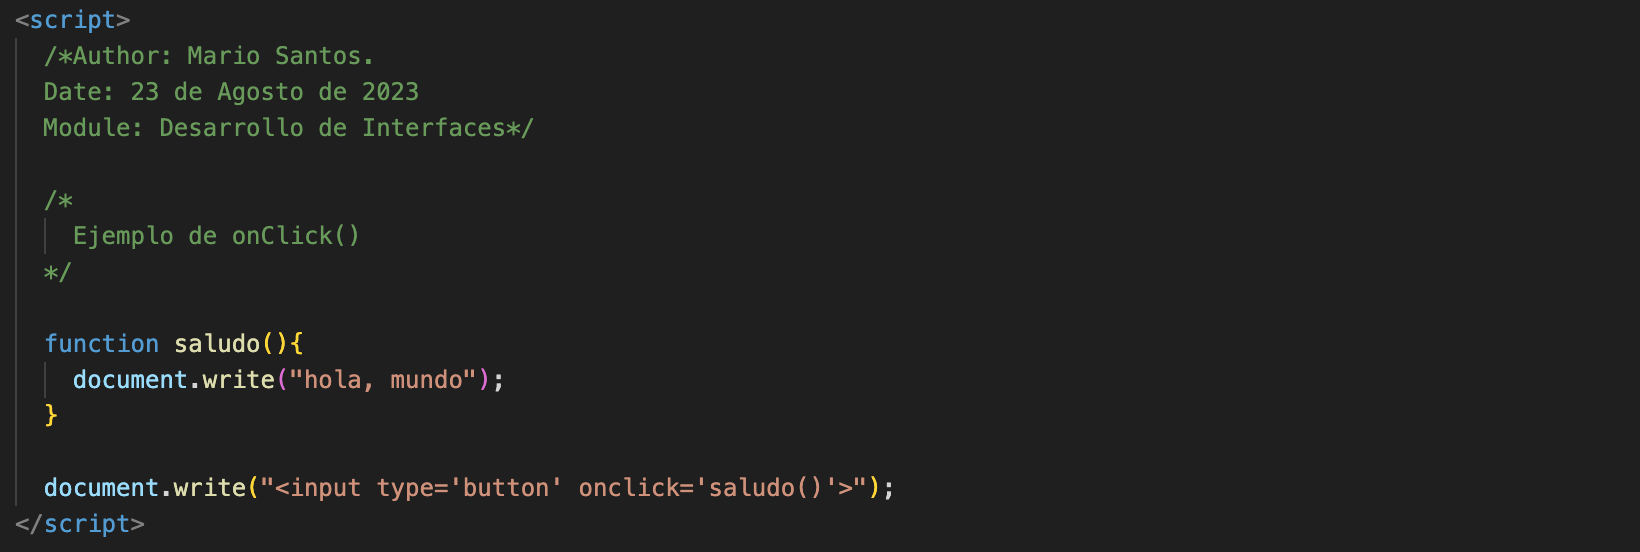 <script>
/*Author: Mario Santos.
Date: 23 de Agosto de 2023
Module: Desarrollo de Interfaces*/
/*
Ejemplo de onClick()
*/
function saludo(){
document.write("hola, mundo");
}
document.write("<input type='button' onclick='saludo()'>");
</script>